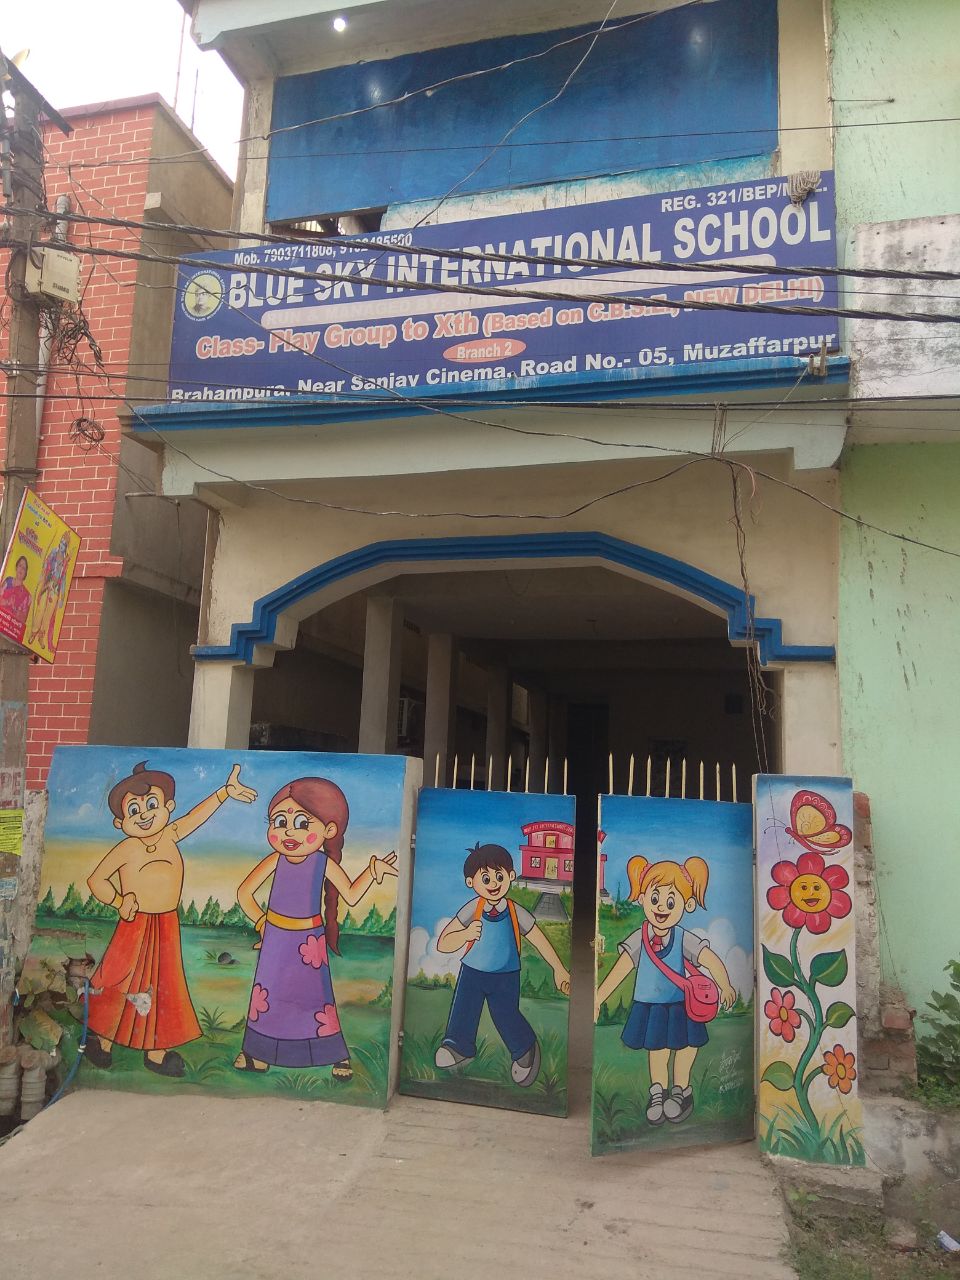 REG. 321/BEP/
Mob. 7903711808,
BLUE SKY INTERNATIONAL SCHOOL
Class- Play Group to Xth (Based on C.B.S.E., NEW DELHI)
Branch 2
Brahampura, Near Sanjay Cinema, Road No.- 05, Muzaffarpur